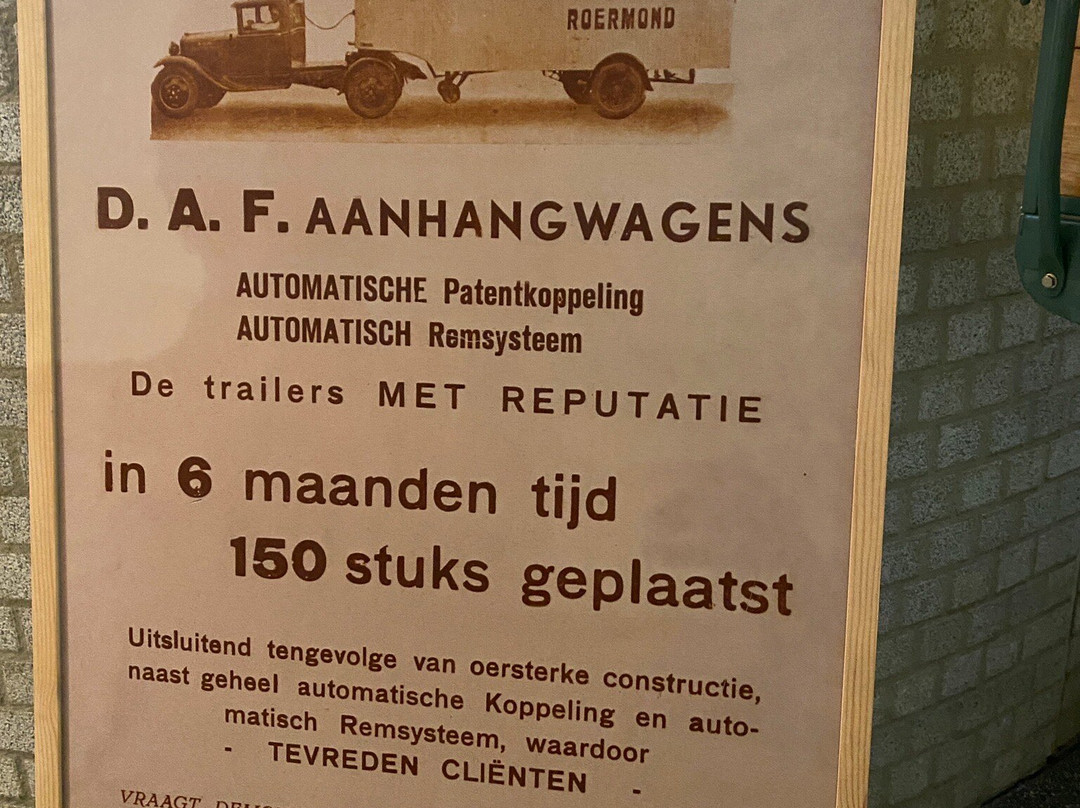 ROERMOND
D. A. F. AANHANGWAGENS
AUTOMATISCHE Patentkoppeling
AUTOMATISCH Remsysteem
De trailers MET REPUTATIE
in 6 maanden tijd
150 stuks geplaatst
Uitsluitend tengevolge van oersterke constructie,
naast geheel automatische Koppeling en auto-
matisch Remsysteem, waardoor
- TEVREDEN CLIËNTEN -
VRAAGT